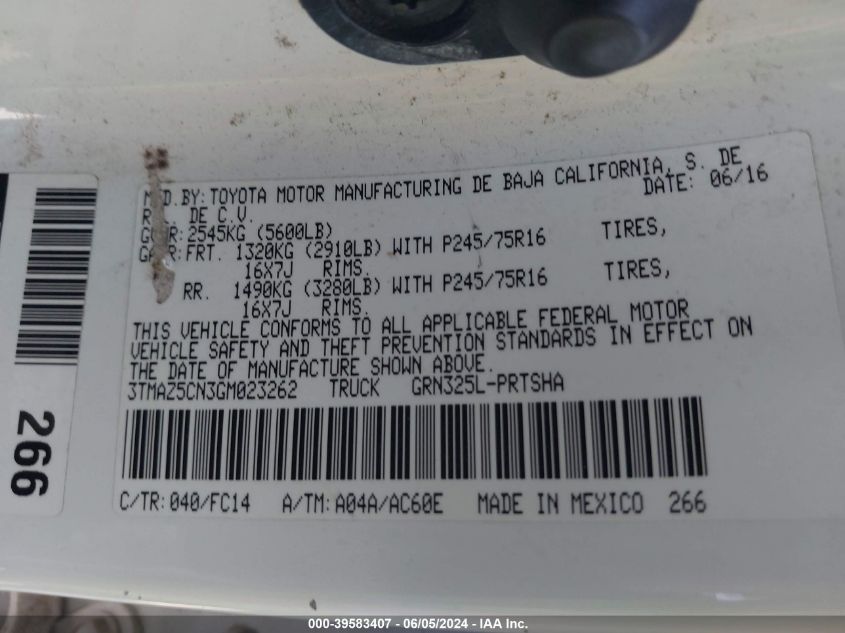 MFD. BY: TOYOTA MOTOR MANUFACTURING DE BAJA CALIFORNIA, S. DE
R.L. DE C.V. DATE: 06/16
GVWR: 2545KG (5600LB)
GAWR: FRT. 1320KG (2910LB) WITH P245/75R16 TIRES,
16X7J RIMS.
RR. 1490KG (3280LB) WITH P245/75R16 TIRES,
16X7J RIMS.
THIS VEHICLE CONFORMS TO ALL APPLICABLE FEDERAL MOTOR
VEHICLE SAFETY AND THEFT PREVENTION STANDARDS IN EFFECT ON
THE DATE OF MANUFACTURE SHOWN ABOVE.
3TMAZ5CN3GM023262 TRUCK GRN325L-PRTSHA
C/TR: 040/FC14 A/TM: A04A/AC60E MADE IN MEXICO 266
266
000-39583407 - 06/05/2024 - IAA Inc.